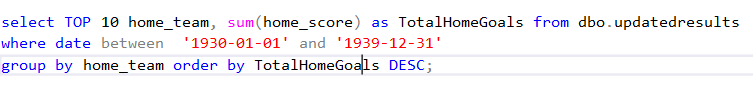 select TOP 10 home_team, sum(home_score) as TotalHomeGoals from dbo.updatedresults
where date between  '1930-01-01' and '1939-12-31'
group by home_team order by TotalHomeGoals DESC;